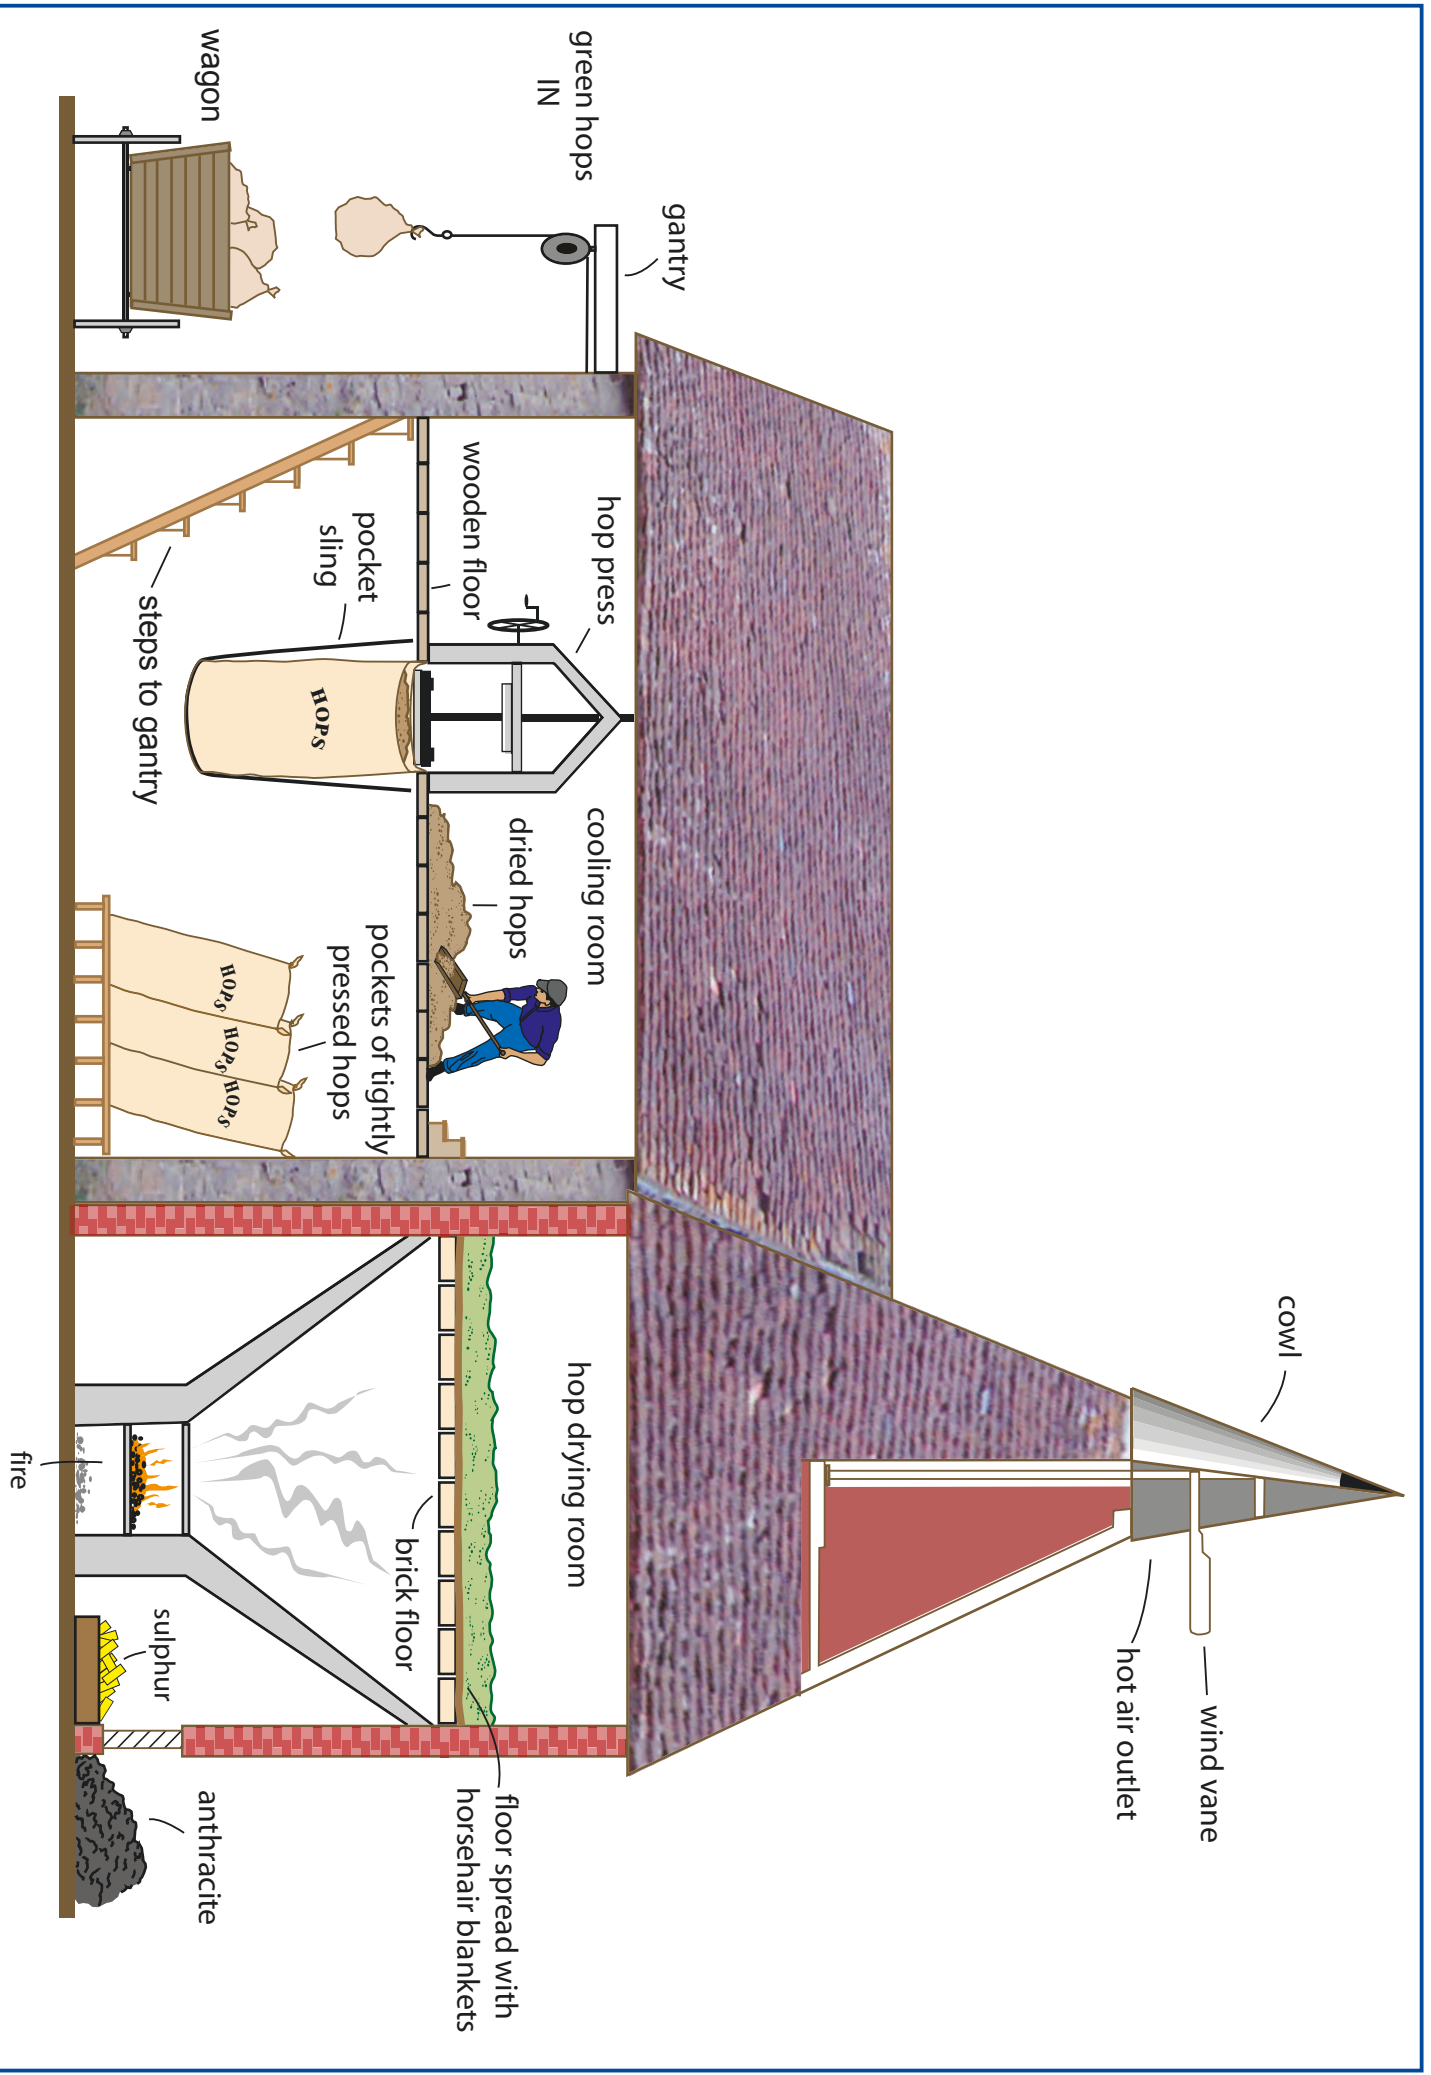 cowl
wind vane
hot air outlet
gantry
green hops
IN
hop press
cooling room
hop drying room
dried hops
wooden floor
floor spread with
horsehair blankets
brick floor
pocket
sling
pockets of tightly
pressed hops
HOPS
HOPS
HOPS
HOPS
wagon
steps to gantry
sulphur
anthracite
fire